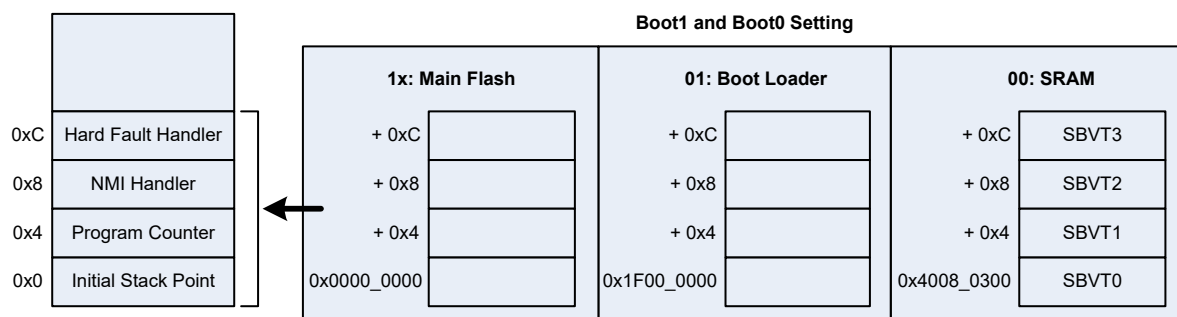 Boot1 and Boot0 Setting
1x: Main Flash 01: Boot Loader 00: SRAM
0xC Hard Fault Handler + 0xC + 0xC + 0xC SBVT3
0x8 NMI Handler + 0x8 + 0x8 + 0x8 SBVT2
0x4 Program Counter + 0x4 + 0x4 + 0x4 SBVT1
0x0 Initial Stack Point 0x0000_0000 0x1F00_0000 0x4008_0300 SBVT0